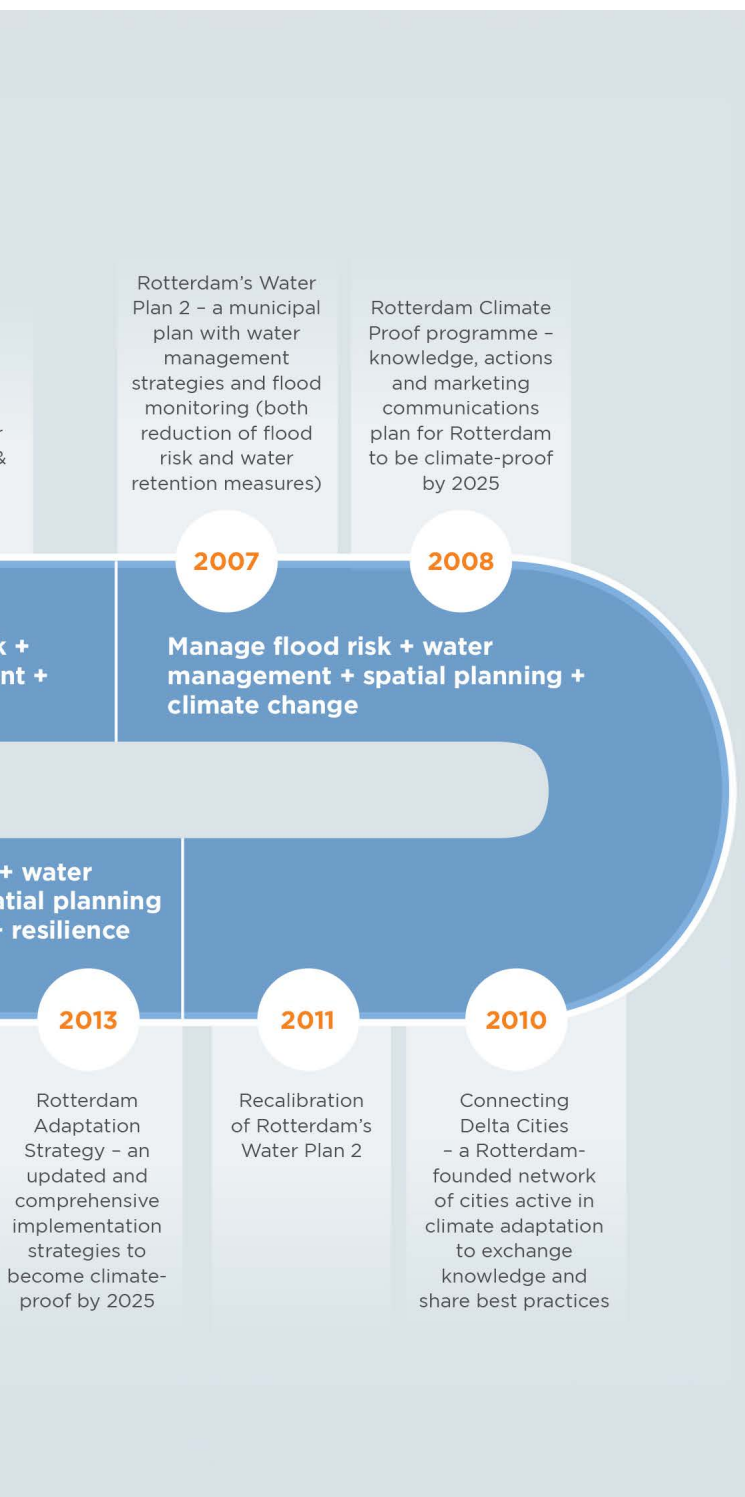 Rotterdam's Water
Plan 2 – a municipal
plan with water
management
strategies and flood
monitoring (both
reduction of flood
risk and water
retention measures)
Rotterdam Climate
Proof programme –
knowledge, actions
and marketing
communications
plan for Rotterdam
to be climate-proof
by 2025
&
2007
2008
+
+
Manage flood risk + water
management + spatial planning +
climate change
+ water
planning
resilience
2013
2011
2010
Rotterdam
Adaptation
Strategy – an
updated and
comprehensive
implementation
strategies to
become climate-
proof by 2025
Recalibration
of Rotterdam's
Water Plan 2
Connecting
Delta Cities
– a Rotterdam-
founded network
of cities active in
climate adaptation
to exchange
knowledge and
share best practices